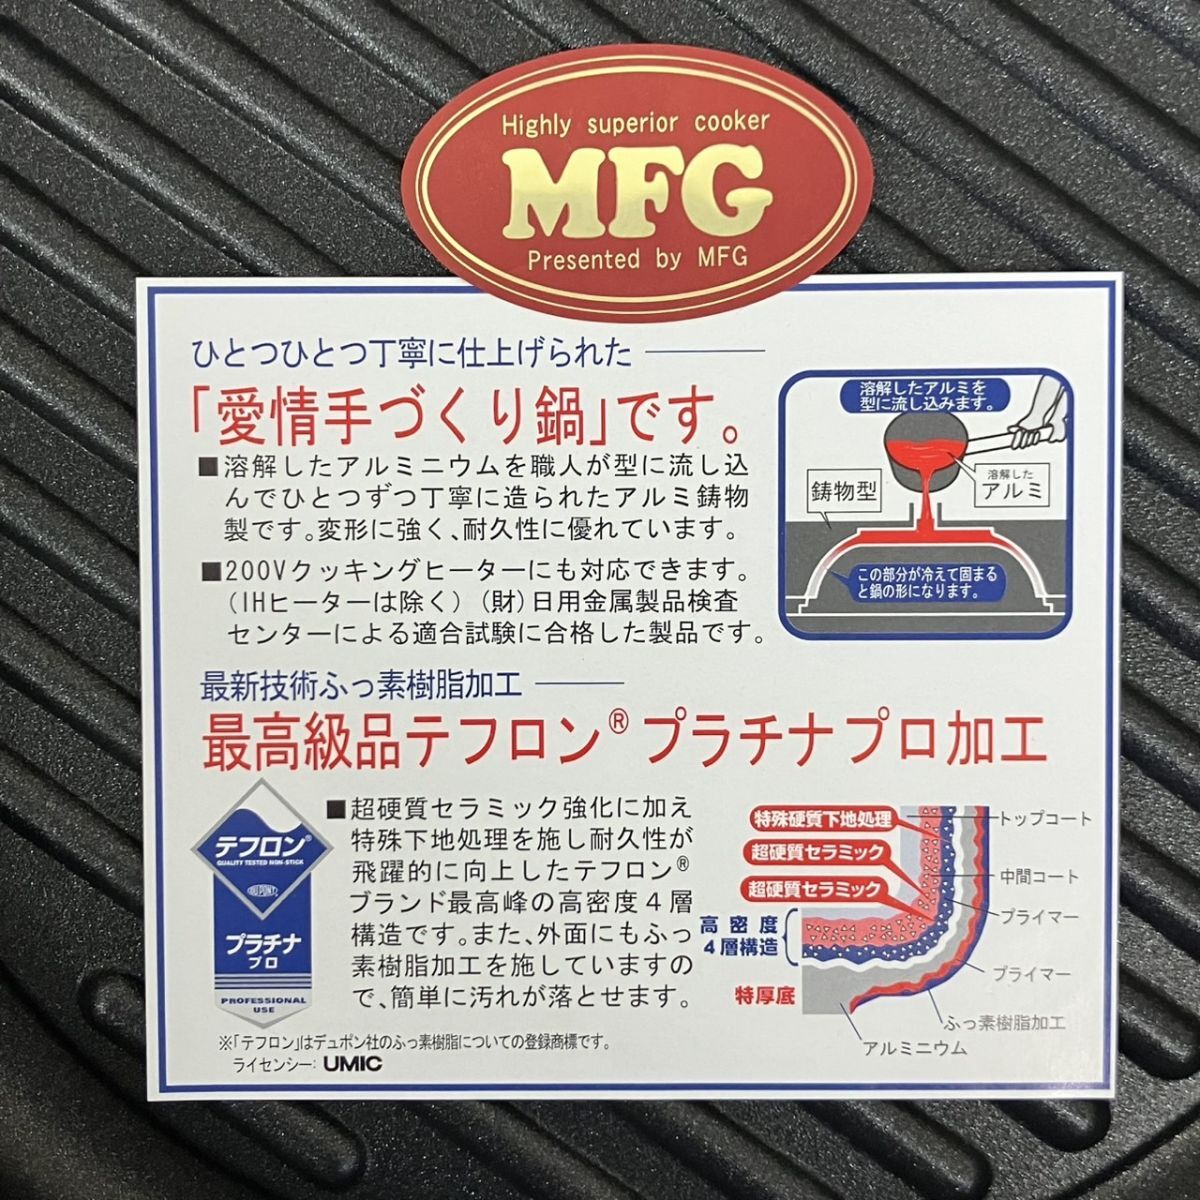 Highly superior cooker
MFG
Presented by MFG
ひとつひとつ丁寧に仕上げられた
「愛情手づくり鍋」です。
■溶解したアルミニウムを職人が型に流し込
んでひとつずつ丁寧に造られたアルミ鋳物
製です。変形に強く、耐久性に優れています。
■200Vクッキングヒーターにも対応できます。
(IHヒーターは除く) (財)日用金属製品検査
センターによる適合試験に合格した製品です。
溶解したアルミを
型に流し込みます。
鋳物型
溶解した
アルミ
この部分が冷えて固まる
と鍋の形になります。
最新技術ふっ素樹脂加工
最高級品テフロン®プラチナプロ加工
テフロン®
QUALITY TESTED NON-STICK
DU PONT
プラチナ
プロ
PROFESSIONAL
USE
■超硬質セラミック強化に加え
特殊下地処理を施し耐久性が
飛躍的に向上したテフロン®
ブランド最高峰の高密度4層
構造です。また、外面にもふっ
素樹脂加工を施していますの
で、簡単に汚れが落とせます。
特殊硬質下地処理
超硬質セラミック
超硬質セラミック
高密度
4層構造
特厚底
トップコート
中間コート
プライマー
プライマー
ふっ素樹脂加工
アルミニウム
※「テフロン」はデュポン社のふっ素樹脂についての登録商標です。
ライセンシー: UMIC